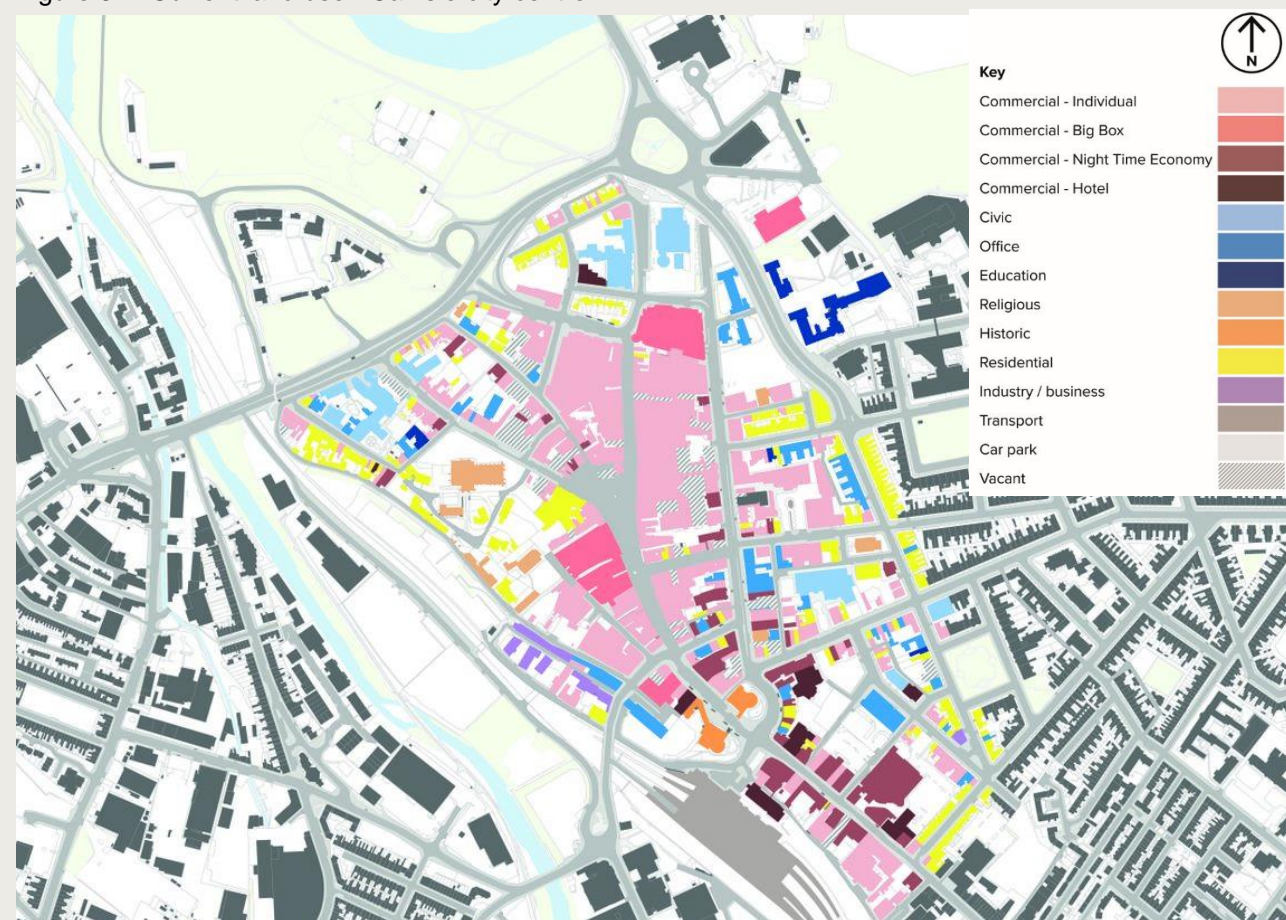 N
Key
Commercial - Individual
Commercial - Big Box
Commercial - Night Time Economy
Commercial - Hotel
Civic
Office
Education
Religious
Historic
Residential
Industry / business
Transport
Car park
Vacant